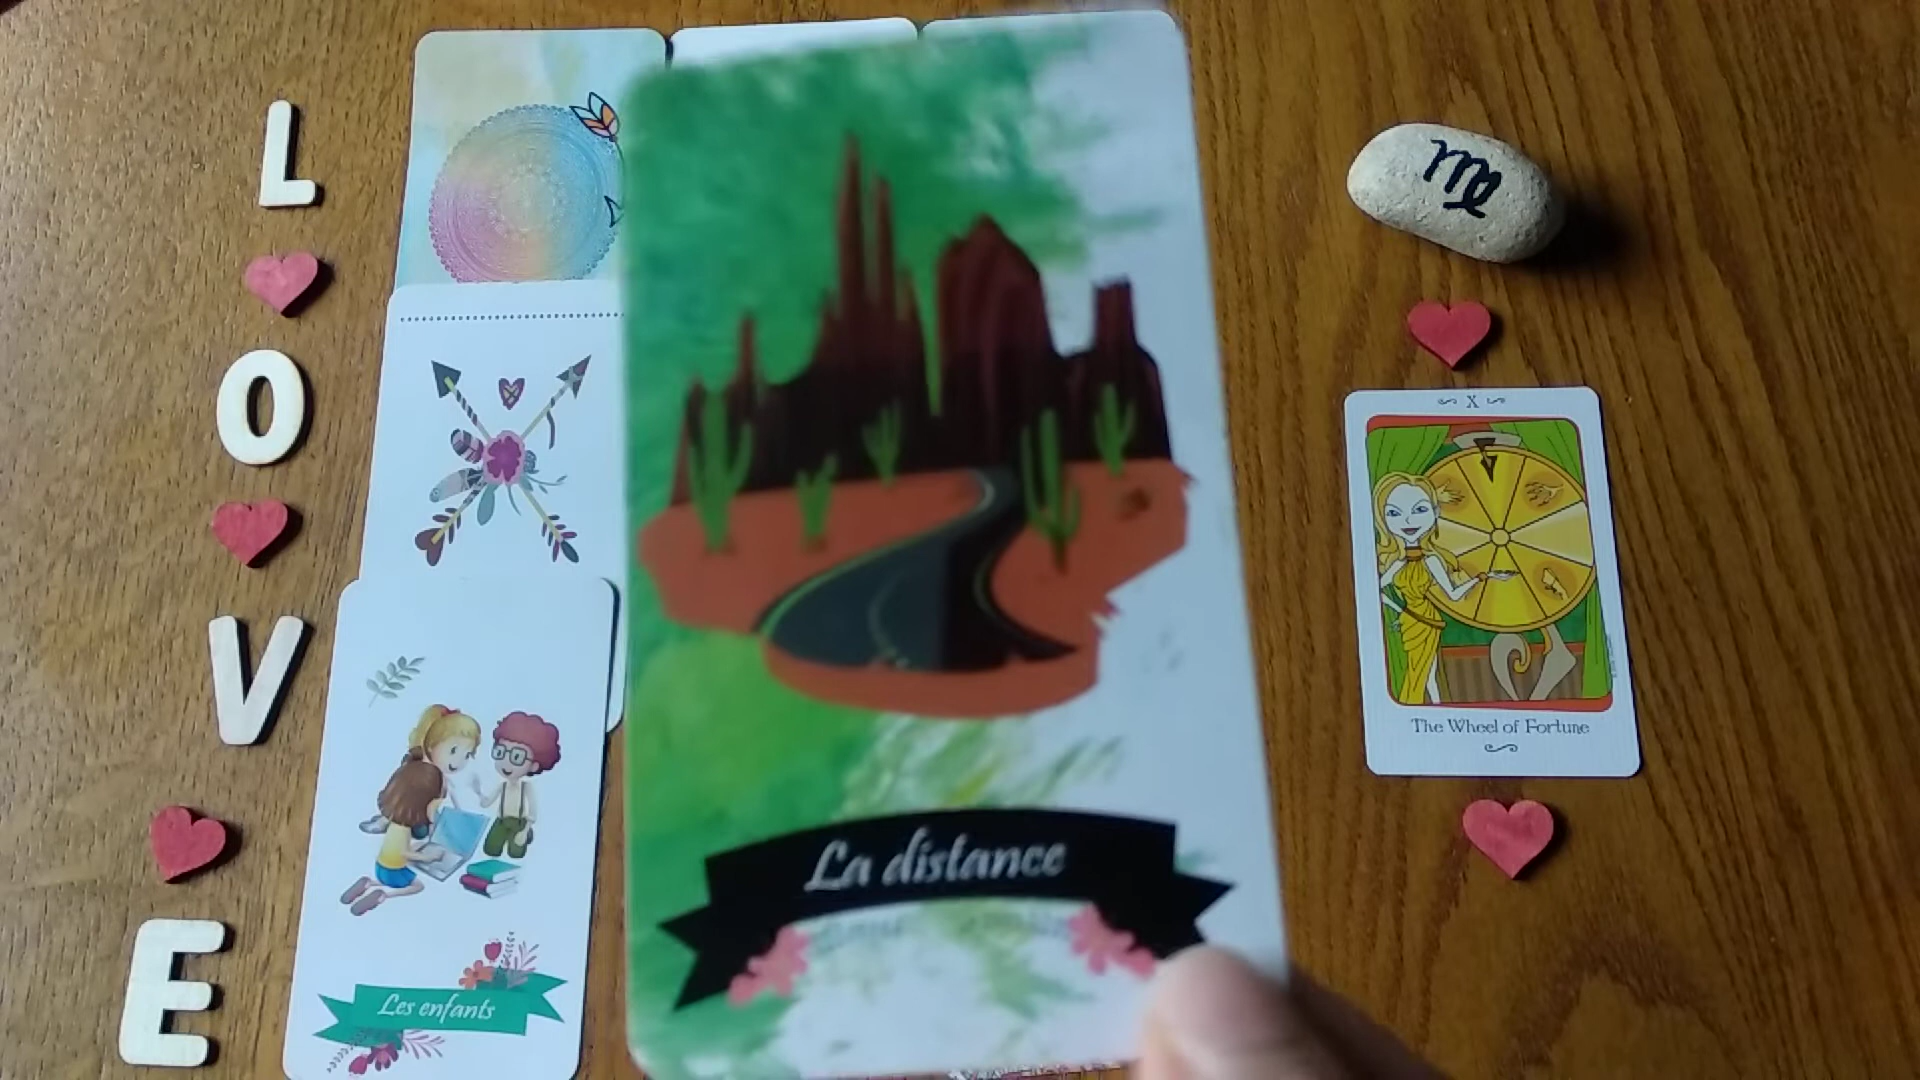 L
O
V
E
La distance
Les enfants
X
The Wheel of Fortune